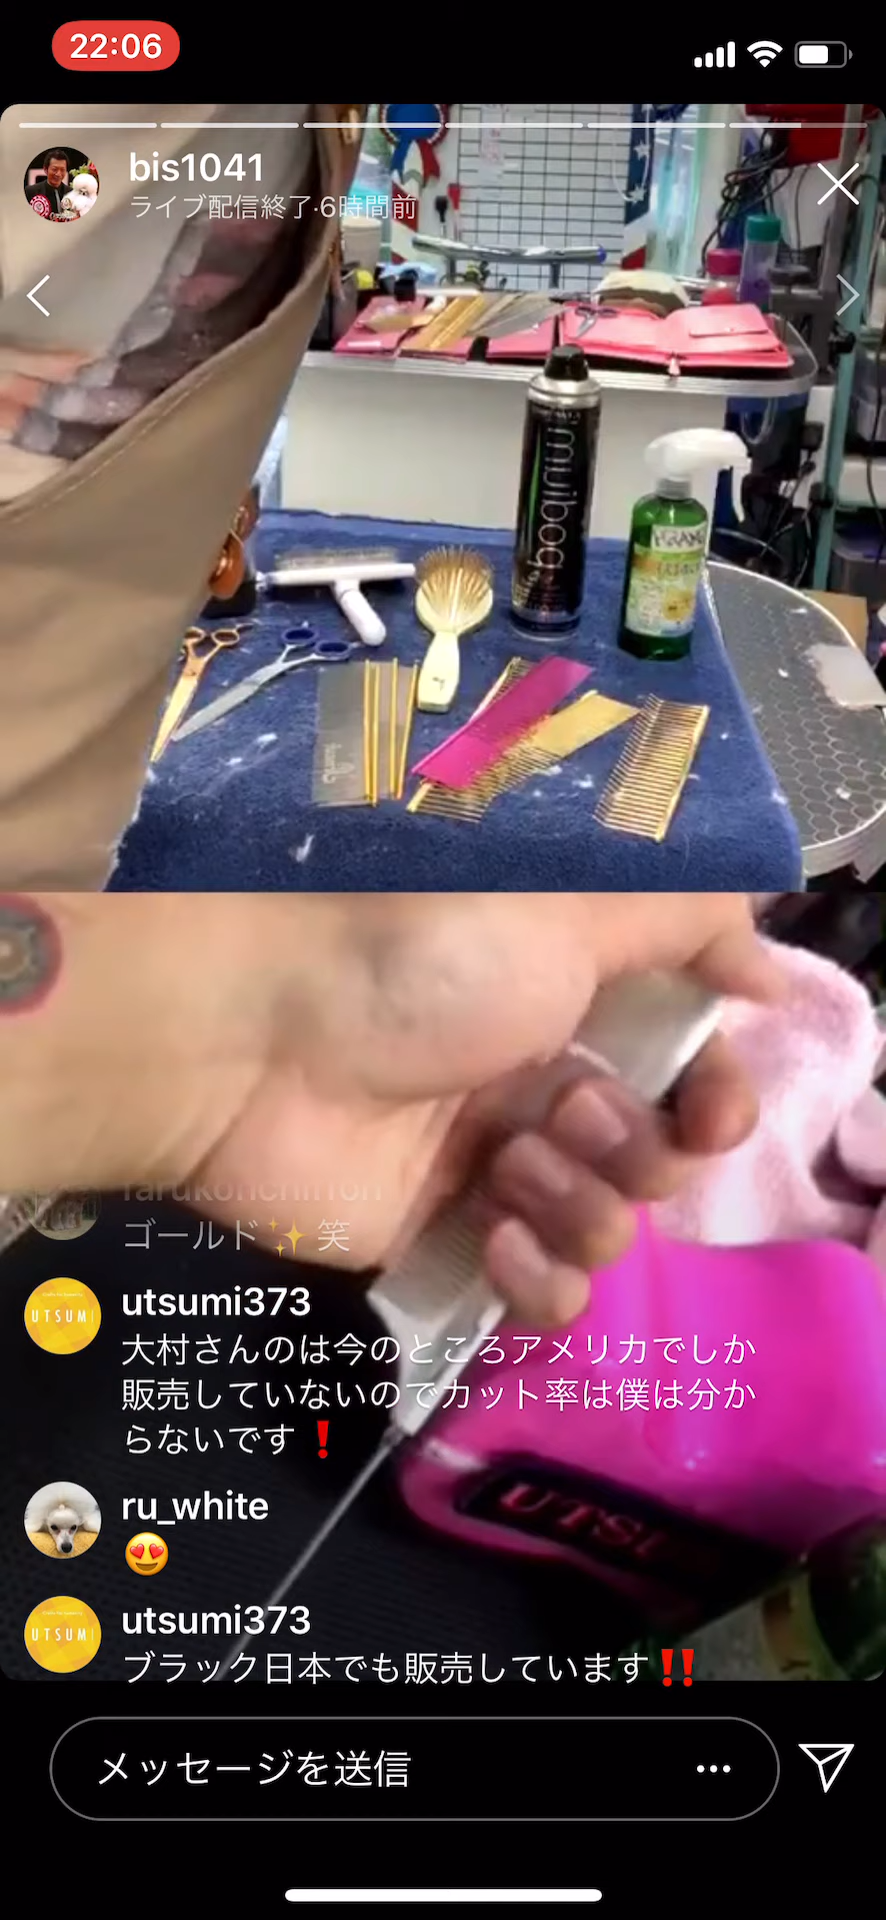 22:06
bis1041
ライブ配信終了·6時間前
ゴールド✨笑
utsumi373
UTSUMI
大村さんのは今のところアメリカでしか
販売していないのでカット率は僕は分か
らないです❗
ru_white
😍
utsumi373
UTSUMI
ブラック日本でも販売しています‼️
メッセージを送信